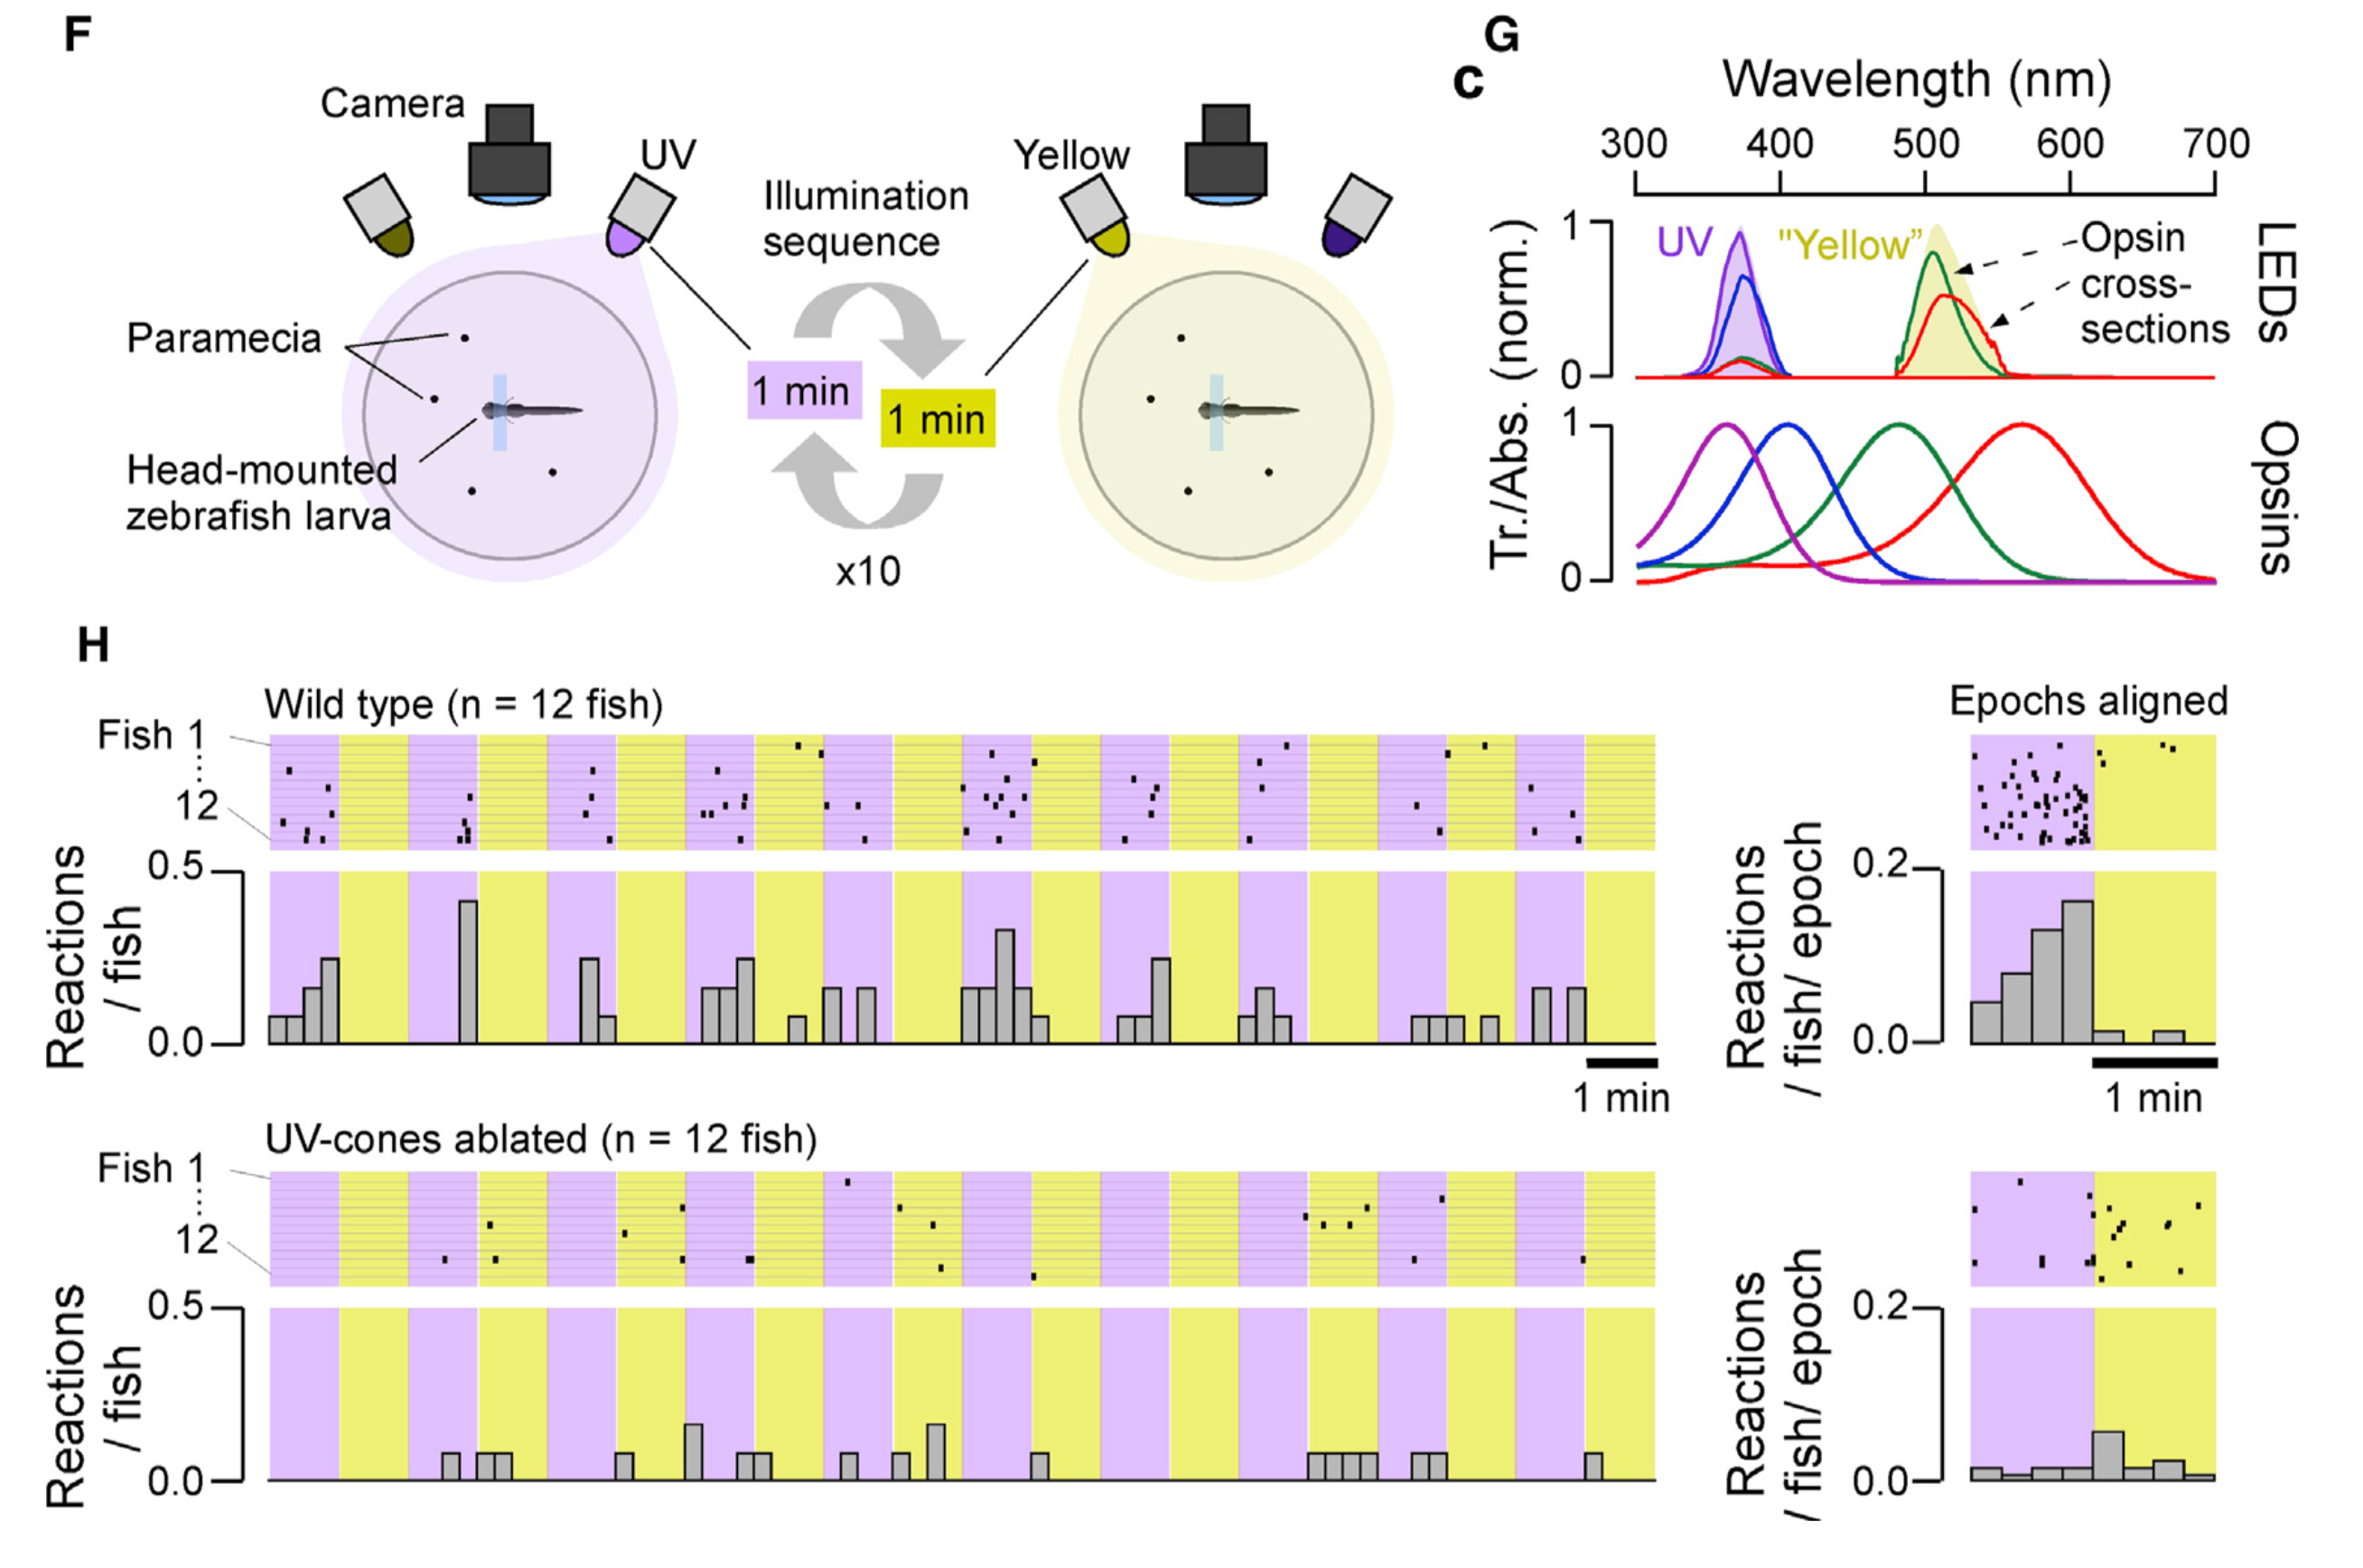 F
Camera
UV
Illumination
sequence
Yellow
Paramecia
1 min
1 min
Head-mounted
zebrafish larva
x10
G
c
Wavelength (nm)
300 400 500 600 700
Tr./Abs. (norm.)
1
0
UV
"Yellow”
Opsin
cross-
sections
LEDs
1
0
Opsins
H
Wild type (n = 12 fish)
Fish 1
12
Reactions
/ fish
0.5
0.0
1 min
Epochs aligned
Reactions
/ fish/ epoch
0.2
0.0
1 min
UV-cones ablated (n = 12 fish)
Fish 1
12
Reactions
/ fish
0.5
0.0
Reactions
/ fish/ epoch
0.2
0.0